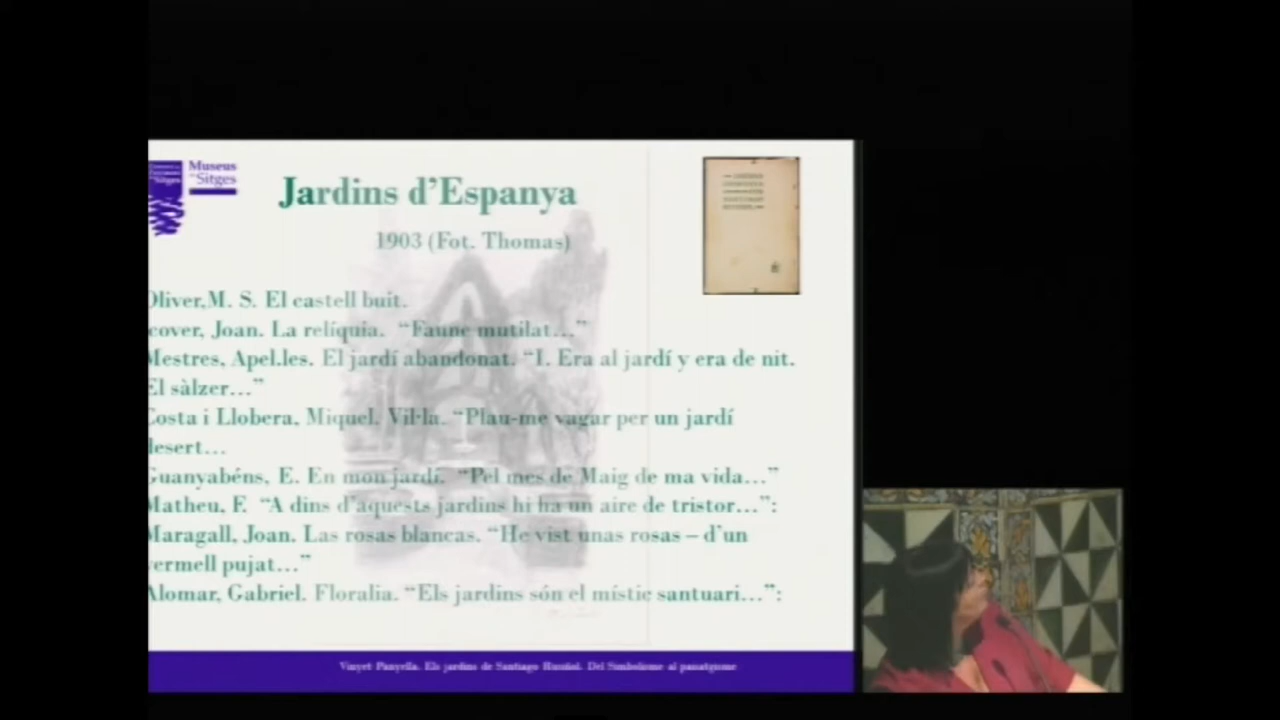 Museus
de Sitges
Jardins d'Espanya
1903 (Fot. Thomas)
Oliver,M. S. El castell buit.
cover, Joan. La relíquia. “Faune mutilat…”
Mestres, Apel.les. El jardí abandonat. “I. Era al jardí y era de nit.
El sàlzer…”
Costa i Llobera, Miquel. Vil·la. “Plau-me vagar per un jardí
desert…
Guanyabéns, E. En mon jardí. “Pel mes de Maig de ma vida…”
Matheu, F. “A dins d’aquests jardins hi ha un aire de tristor…”:
Maragall, Joan. Las rosas blancas. “He vist unas rosas – d’un
vermell pujat…”
Alomar, Gabriel. Floralia. “Els jardins són el místic santuari…”:
Vinyet Panyella. Els jardins de Santiago Rusiñol. Del Simbolisme al paisatgisme